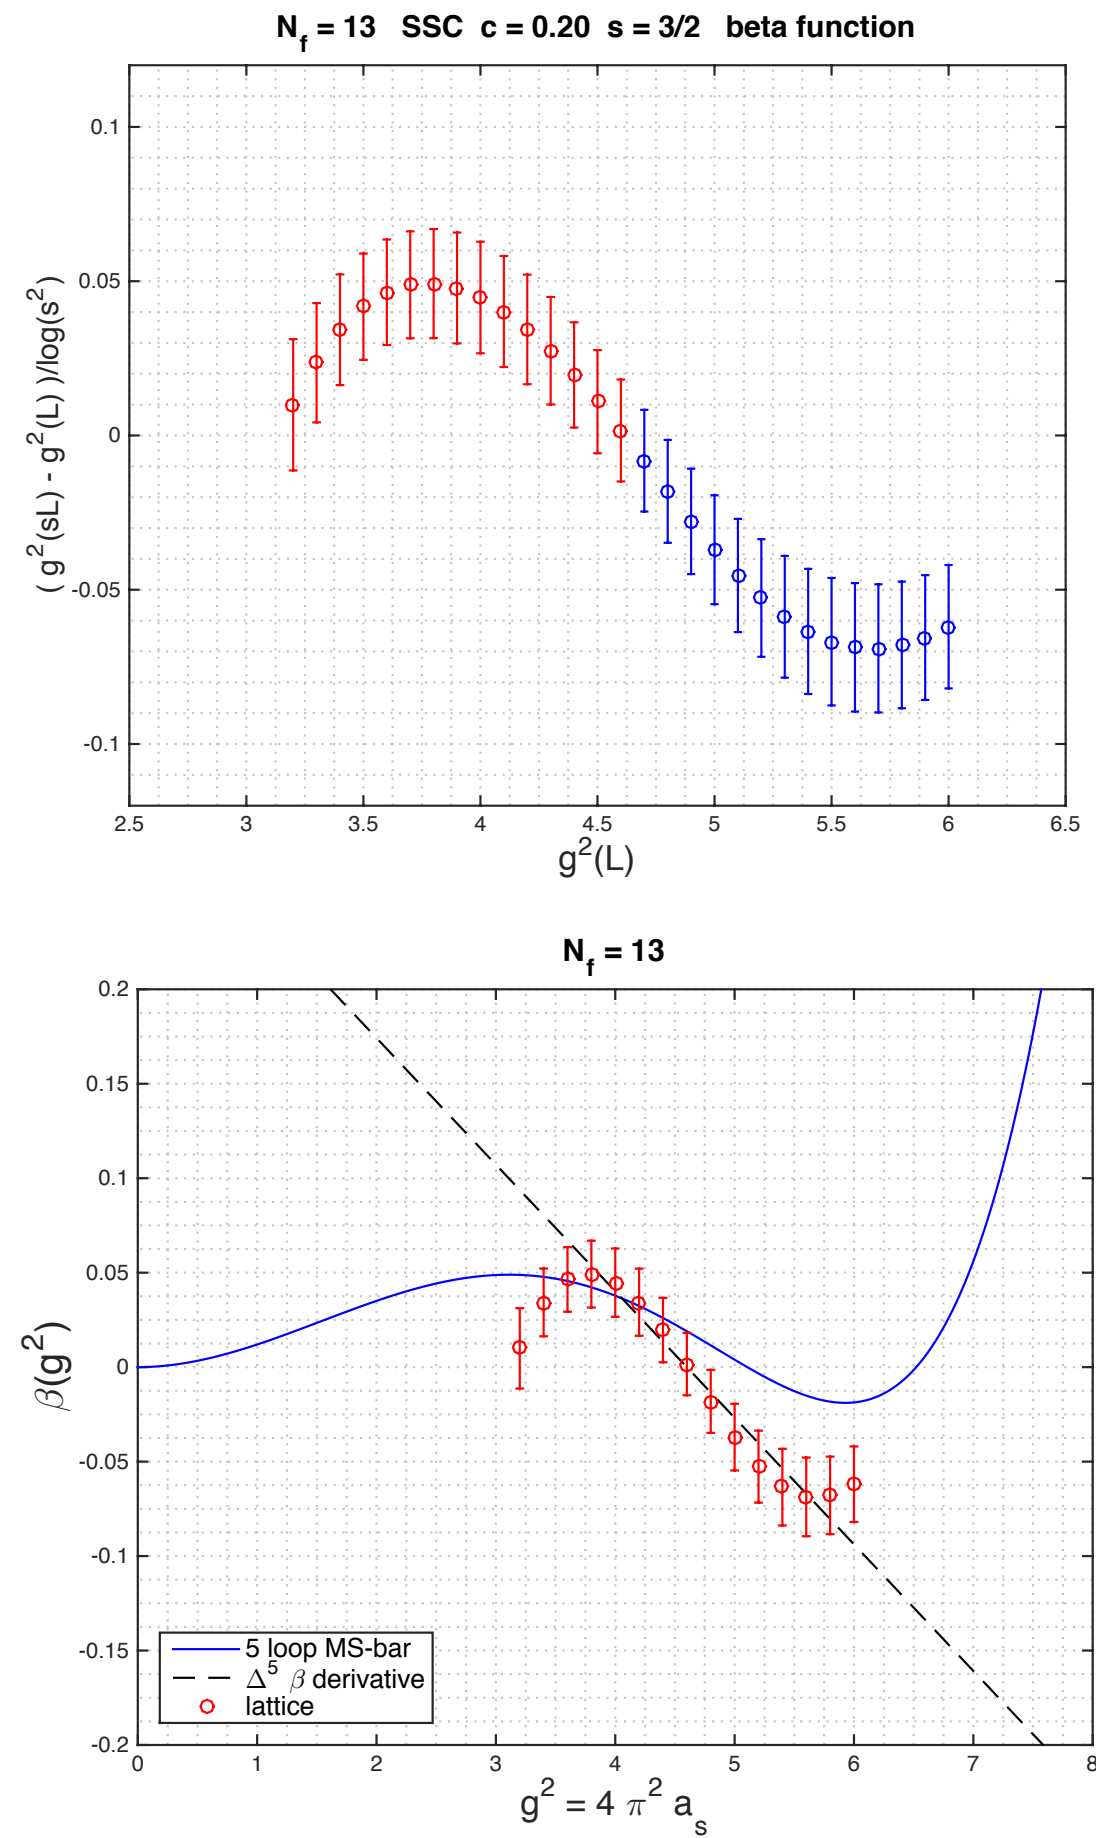 N_f = 13 SSC c = 0.20 s = 3/2 beta function
( g^2(sL) - g^2(L) )/log(s^2)
0.1
0.05
0
-0.05
-0.1
2.5 3 3.5 4 4.5 5 5.5 6 6.5
g^2(L)
N_f = 13
β(g^2)
0.2
0.15
0.1
0.05
0
-0.05
-0.1
-0.15
-0.2
5 loop MS-bar
Δ^5 β derivative
lattice
0 1 2 3 4 5 6 7 8
g^2 = 4 π^2 a_s